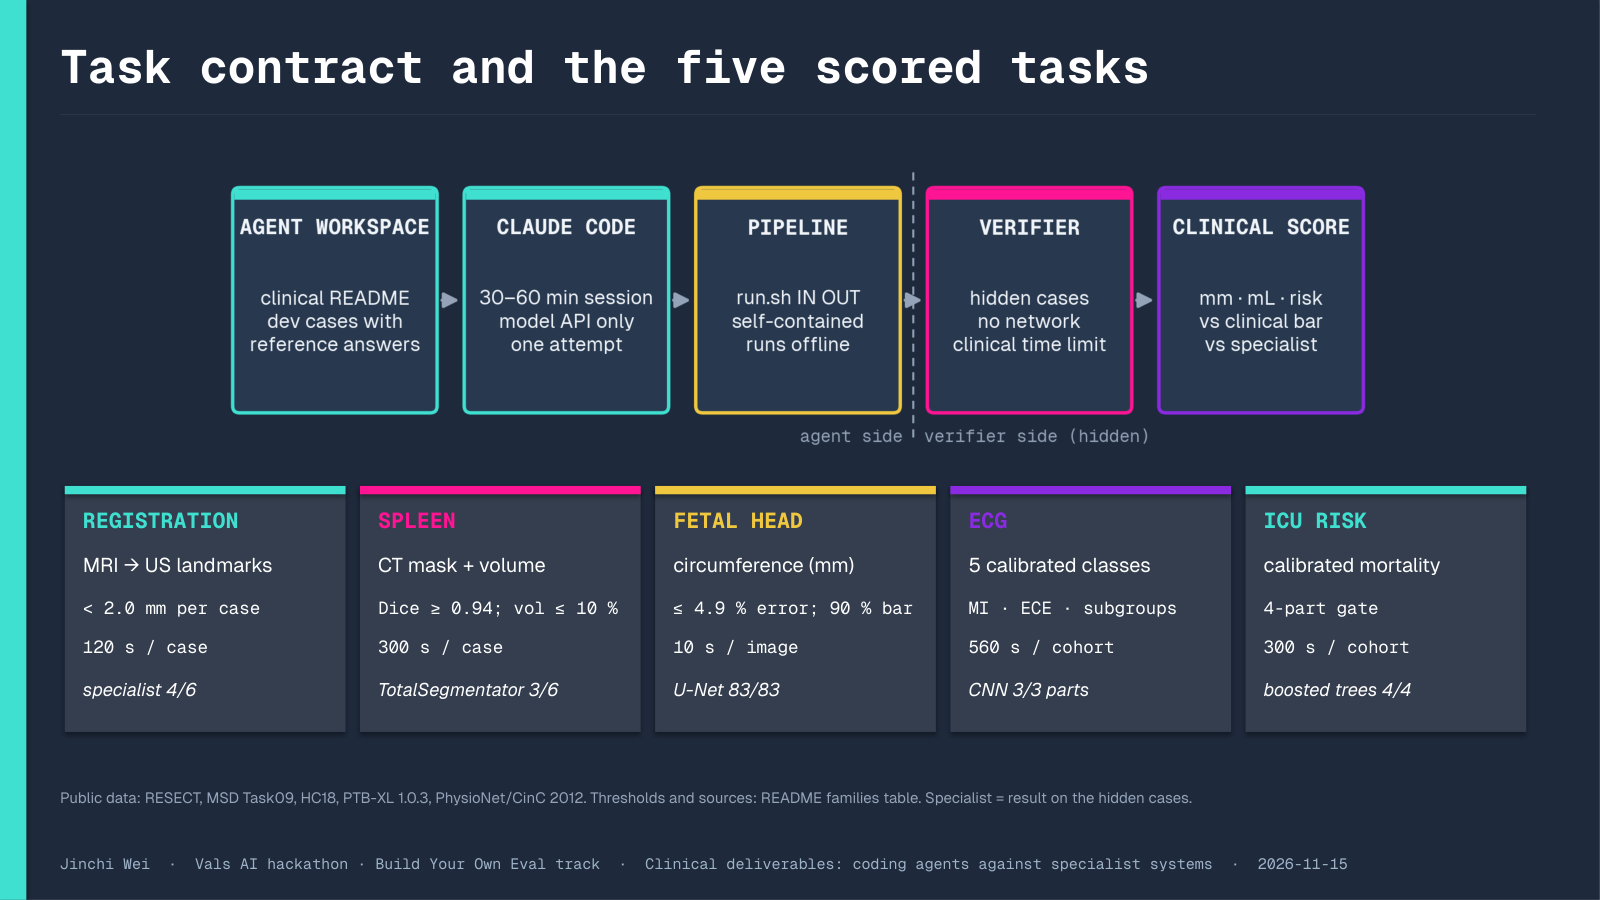 Task contract and the five scored tasks
AGENT WORKSPACE
clinical README
dev cases with
reference answers
CLAUDE CODE
30–60 min session
model API only
one attempt
PIPELINE
run.sh IN OUT
self-contained
runs offline
VERIFIER
hidden cases
no network
clinical time limit
CLINICAL SCORE
mm · mL · risk
vs clinical bar
vs specialist
agent side
verifier side (hidden)
REGISTRATION
MRI → US landmarks
< 2.0 mm per case
120 s / case
specialist 4/6
SPLEEN
CT mask + volume
Dice ≥ 0.94; vol ≤ 10 %
300 s / case
TotalSegmentator 3/6
FETAL HEAD
circumference (mm)
≤ 4.9 % error; 90 % bar
10 s / image
U-Net 83/83
ECG
5 calibrated classes
MI · ECE · subgroups
560 s / cohort
CNN 3/3 parts
ICU RISK
calibrated mortality
4-part gate
300 s / cohort
boosted trees 4/4
Public data: RESECT, MSD Task09, HC18, PTB-XL 1.0.3, PhysioNet/CinC 2012. Thresholds and sources: README families table. Specialist = result on the hidden cases.
Jinchi Wei · Vals AI hackathon · Build Your Own Eval track · Clinical deliverables: coding agents against specialist systems · 2026-11-15